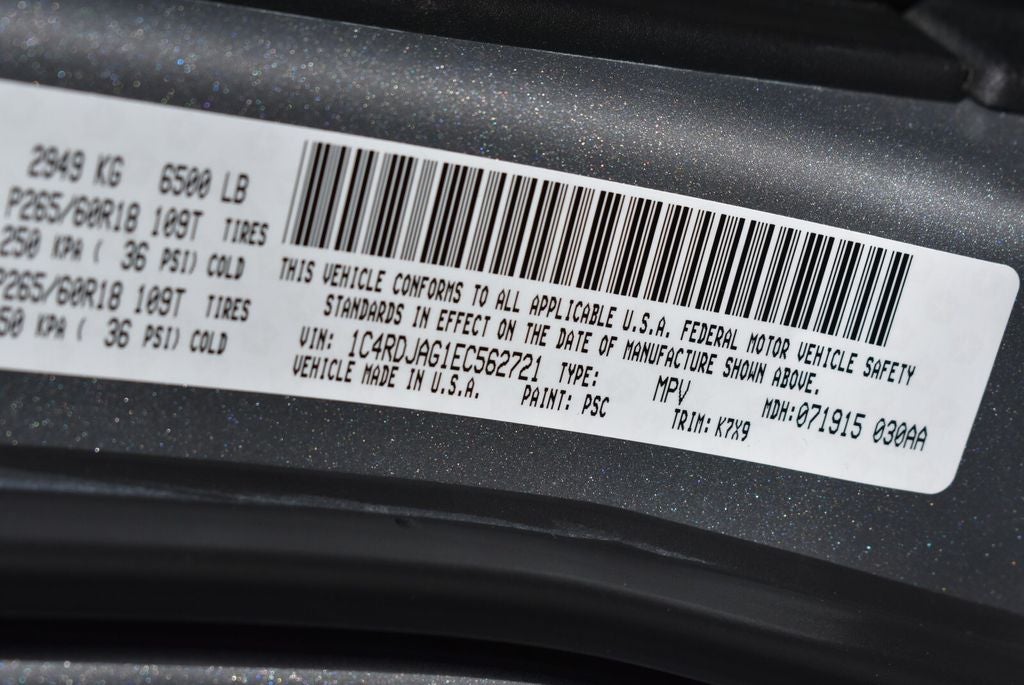 2949 KG 6500 LB
P265/60R18 109T TIRES
250 KPA ( 36 PSI) COLD
P265/60R18 109T TIRES
50 KPA ( 36 PSI) COLD
THIS VEHICLE CONFORMS TO ALL APPLICABLE U.S.A. FEDERAL MOTOR VEHICLE SAFETY
STANDARDS IN EFFECT ON THE DATE OF MANUFACTURE SHOWN ABOVE.
VIN: 1C4RDJAG1EC562721 TYPE: MPV MDH:071915 030AA
VEHICLE MADE IN U.S.A. PAINT: PSC TRIM: K7X9